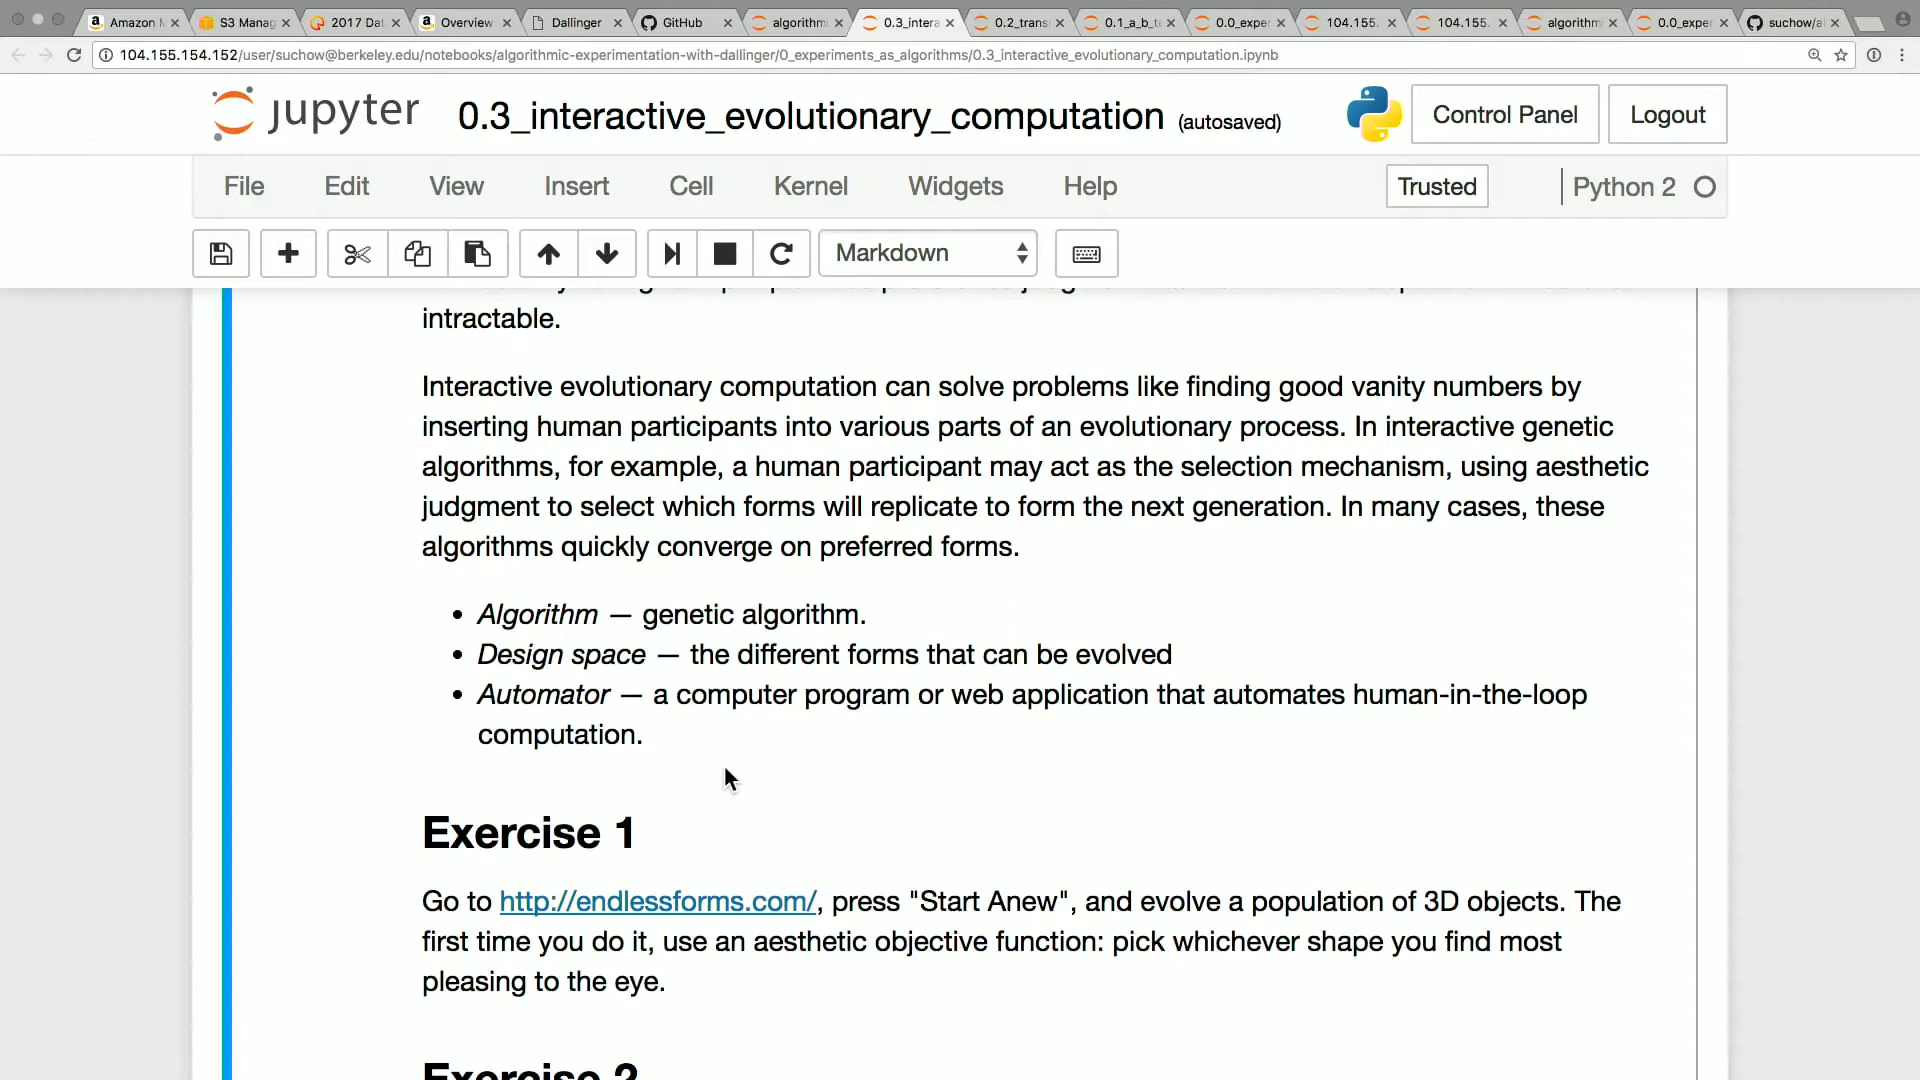 Amazon M
S3 Manag
2017 Dat
Overview
Dallinger
GitHub
algorithmi
0.3_intera
0.2_trans
0.1_a_b_te
0.0_exper
104.155.
104.155.
algorithm
0.0_exper
suchow/al
104.155.154.152/user/suchow@berkeley.edu/notebooks/algorithmic-experimentation-with-dallinger/0_experiments_as_algorithms/0.3_interactive_evolutionary_computation.ipynb
jupyter 0.3_interactive_evolutionary_computation (autosaved) Control Panel Logout
File Edit View Insert Cell Kernel Widgets Help Trusted Python 2
Markdown
intractable.
Interactive evolutionary computation can solve problems like finding good vanity numbers by
inserting human participants into various parts of an evolutionary process. In interactive genetic
algorithms, for example, a human participant may act as the selection mechanism, using aesthetic
judgment to select which forms will replicate to form the next generation. In many cases, these
algorithms quickly converge on preferred forms.
• Algorithm — genetic algorithm.
• Design space — the different forms that can be evolved
• Automator — a computer program or web application that automates human-in-the-loop
computation.
Exercise 1
Go to http://endlessforms.com/, press "Start Anew", and evolve a population of 3D objects. The
first time you do it, use an aesthetic objective function: pick whichever shape you find most
pleasing to the eye.
Exercise 2